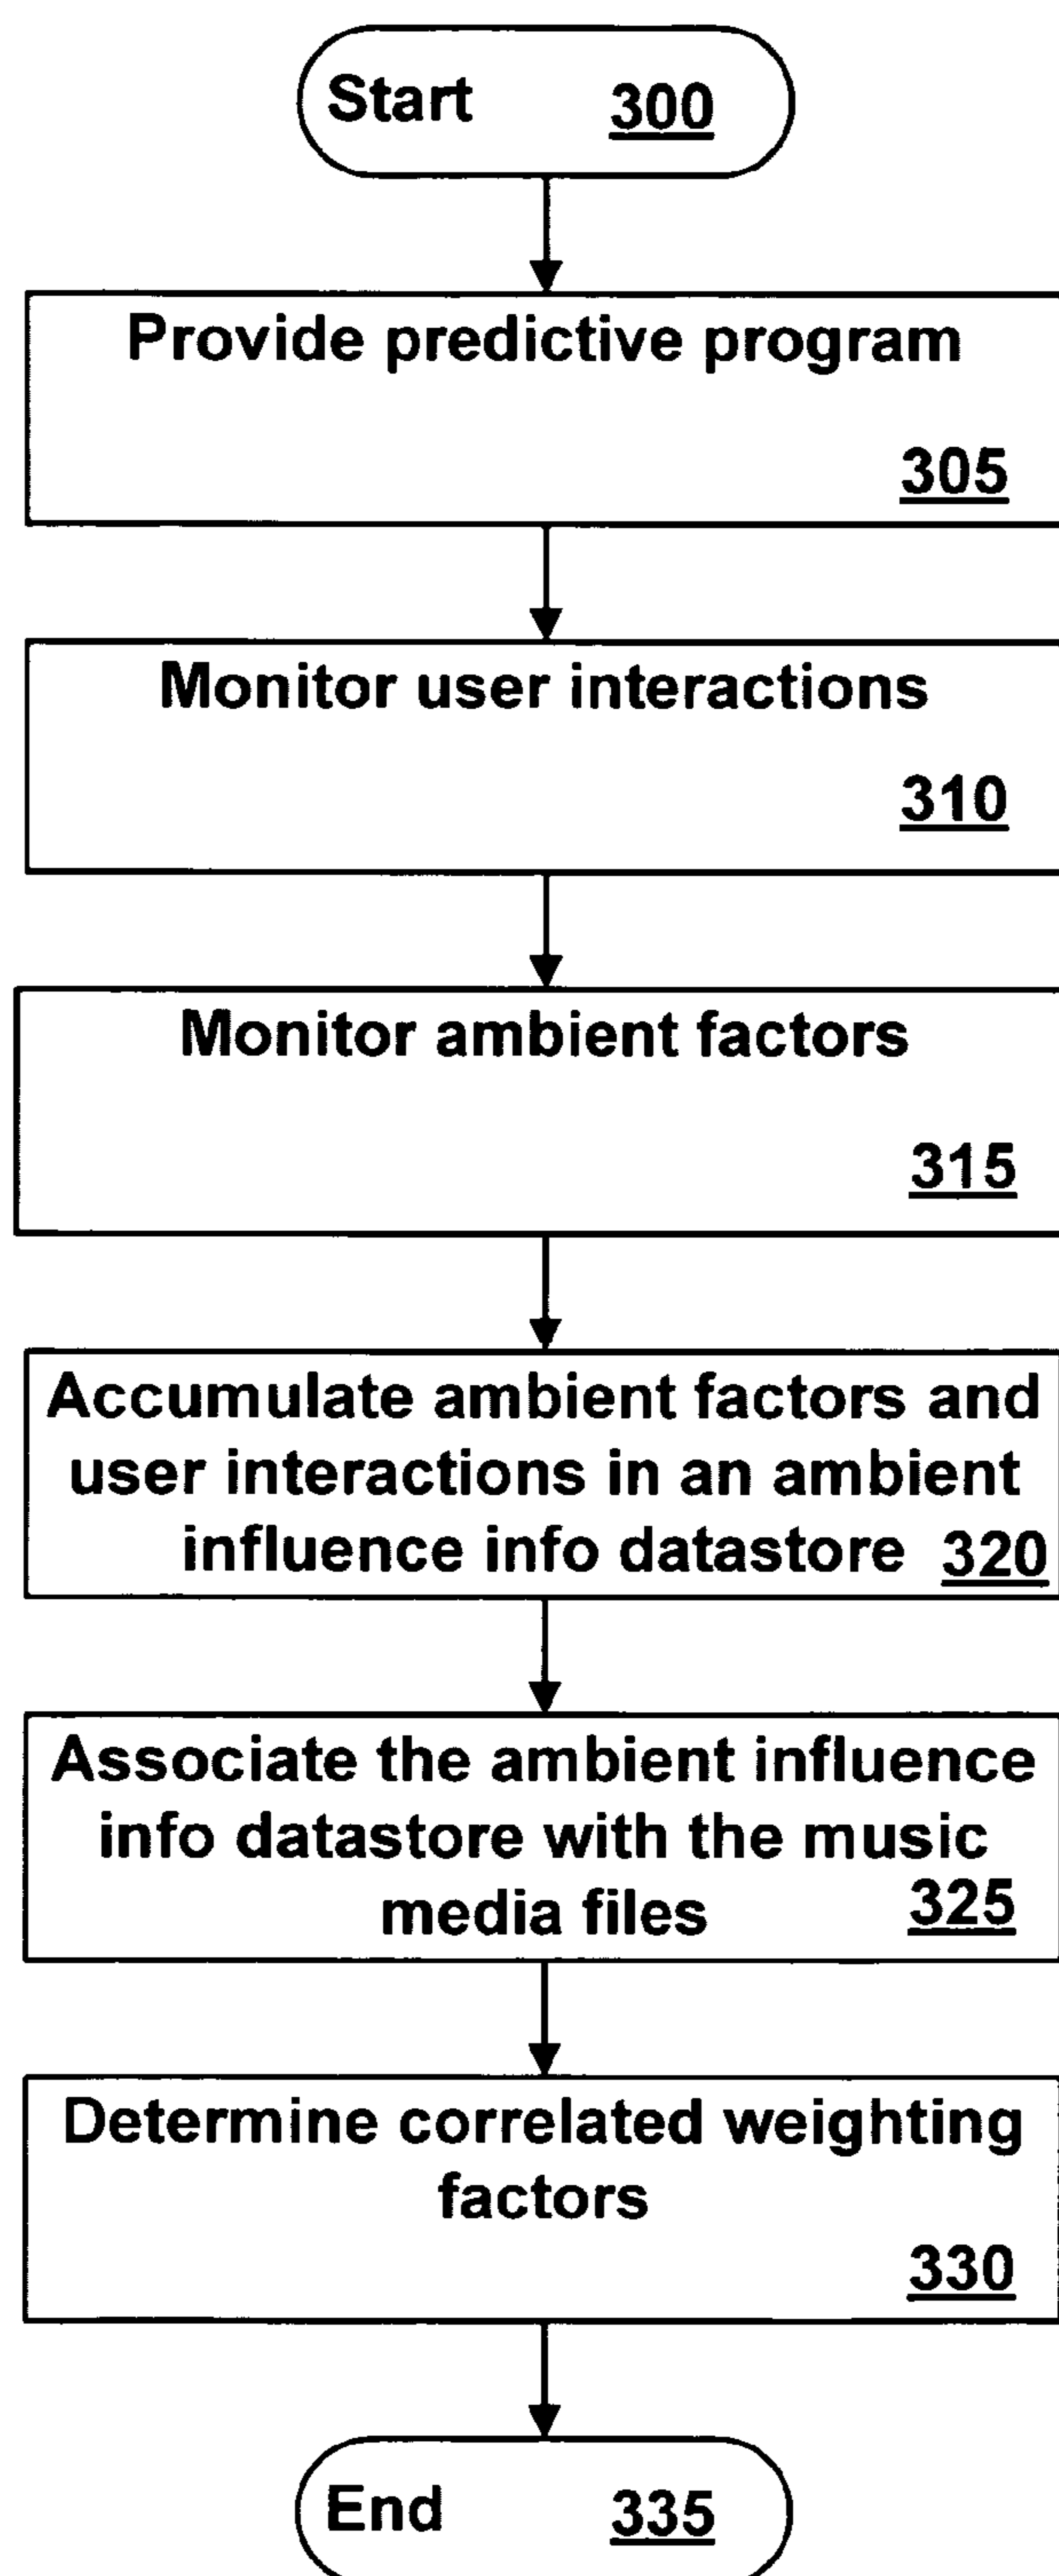 Start 300
Provide predictive program
305
Monitor user interactions
310
Monitor ambient factors
315
Accumulate ambient factors and
user interactions in an ambient
influence info datastore 320
Associate the ambient influence
info datastore with the music
media files 325
Determine correlated weighting
factors
330
End 335